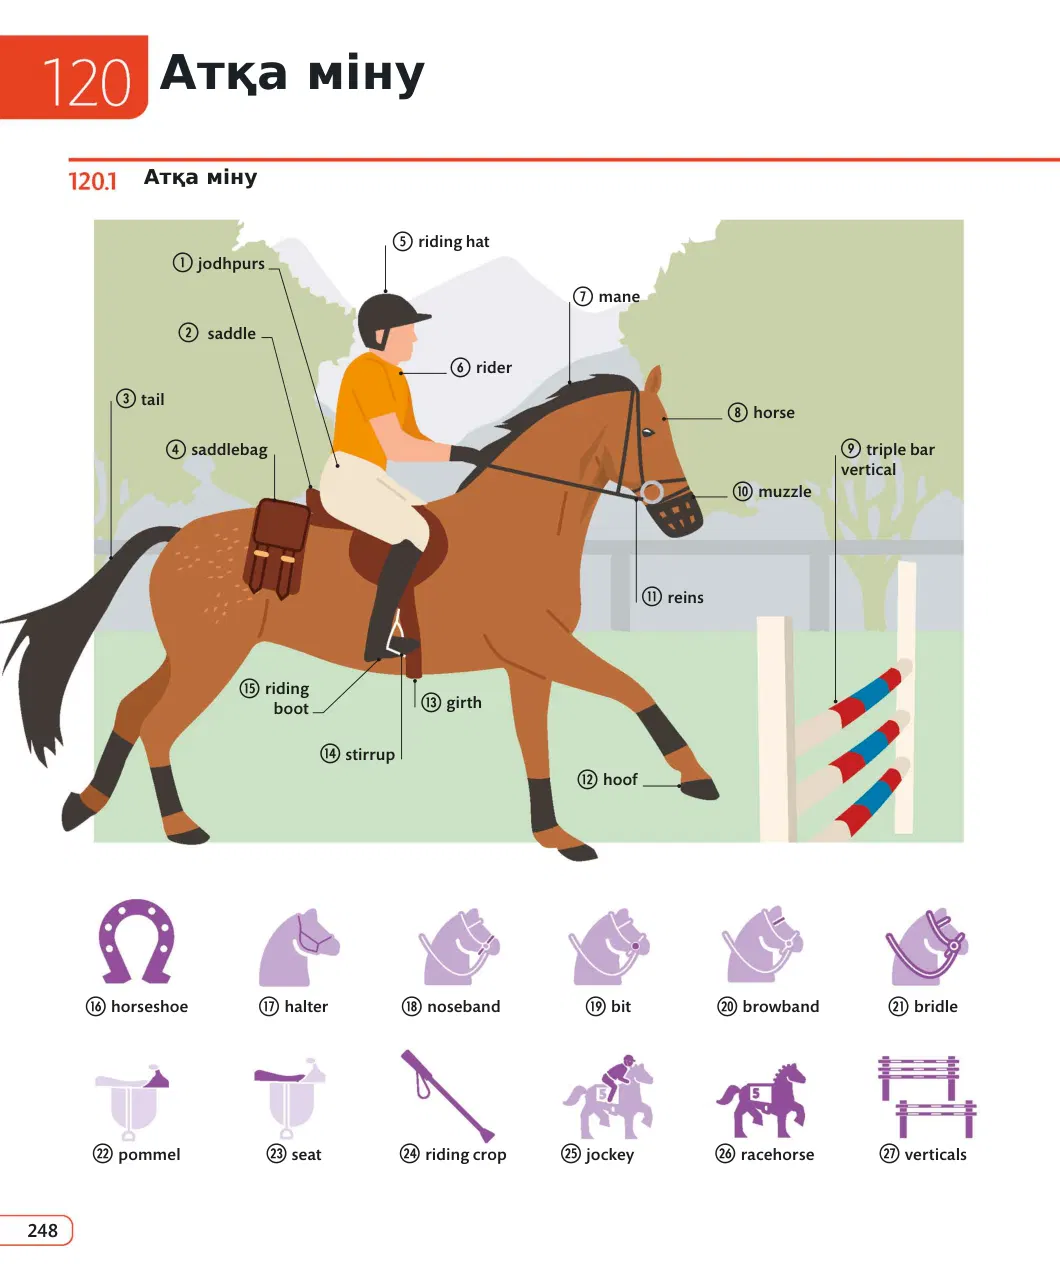 120 Атқа міну
120.1 Атқа міну
⑤ riding hat
① jodhpurs
⑦ mane
② saddle
⑥ rider
③ tail
⑧ horse
④ saddlebag
⑨ triple bar
vertical
⑩ muzzle
⑪ reins
⑮ riding
boot
⑬ girth
⑭ stirrup
⑫ hoof
⑯ horseshoe
⑰ halter
⑱ noseband
⑲ bit
⑳ browband
㉑ bridle
5
5
㉒ pommel
㉓ seat
㉔ riding crop
㉕ jockey
㉖ racehorse
㉗ verticals
248